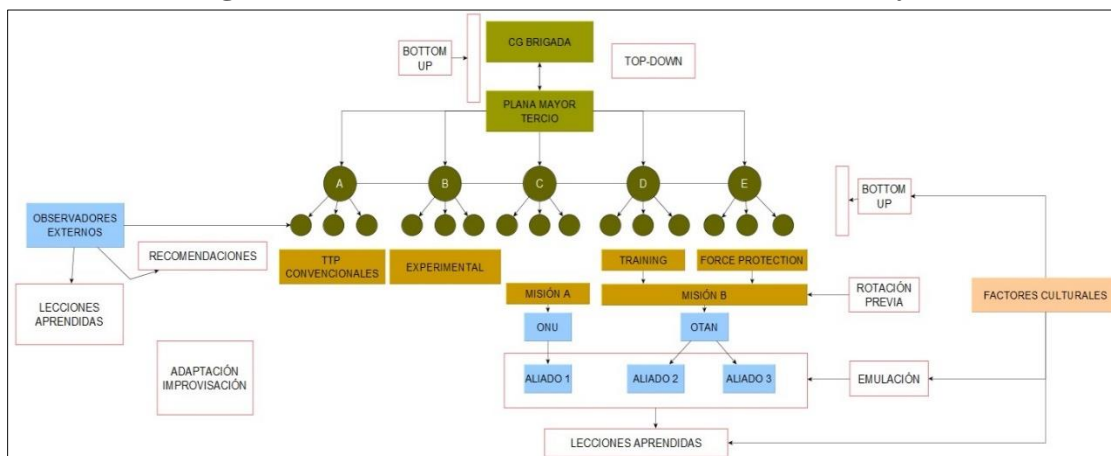 BOTTOM
UP
CG BRIGADA
TOP-DOWN
PLANA MAYOR
TERCIO
A
B
C
D
E
BOTTOM
UP
OBSERVADORES
EXTERNOS
RECOMENDACIONES
LECCIONES
APRENDIDAS
ADAPTACIÓN
IMPROVISACIÓN
TTP
CONVENCIONALES
EXPERIMENTAL
TRAINING
FORCE PROTECTION
MISIÓN A
MISIÓN B
ROTACIÓN
PREVIA
FACTORES CULTURALES
ONU
OTAN
ALIADO 1
ALIADO 2
ALIADO 3
EMULACIÓN
LECCIONES APRENDIDAS